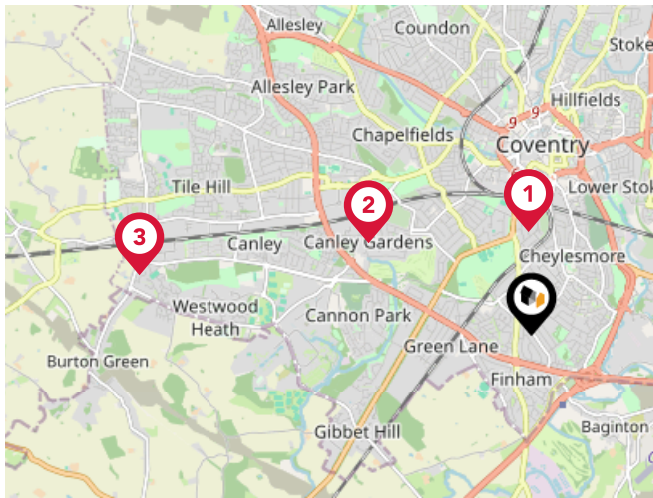 Allesley
Coundon
Stoke
Allesley Park
Hillfields
9
9
Chapelfields
Coventry
Tile Hill
Lower Stok
1
2
3
Canley
Canley Gardens
Cheylesmore
Westwood
Heath
Cannon Park
Green Lane
Burton Green
Finham
Gibbet Hill
Baginton